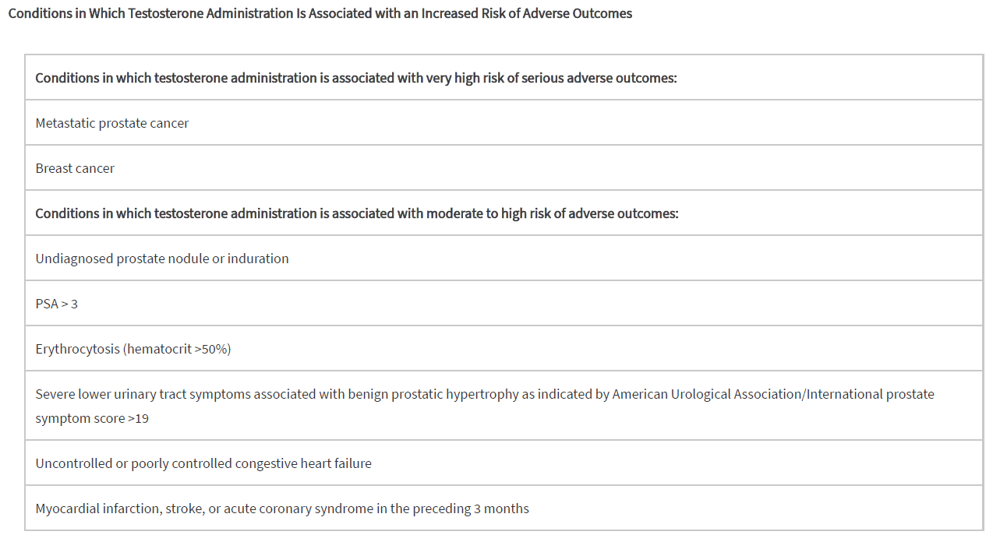 Conditions in Which Testosterone Administration Is Associated with an Increased Risk of Adverse Outcomes
Conditions in which testosterone administration is associated with very high risk of serious adverse outcomes:
Metastatic prostate cancer
Breast cancer
Conditions in which testosterone administration is associated with moderate to high risk of adverse outcomes:
Undiagnosed prostate nodule or induration
PSA > 3
Erythrocytosis (hematocrit >50%)
Severe lower urinary tract symptoms associated with benign prostatic hypertrophy as indicated by American Urological Association/International prostate
symptom score >19
Uncontrolled or poorly controlled congestive heart failure
Myocardial infarction, stroke, or acute coronary syndrome in the preceding 3 months